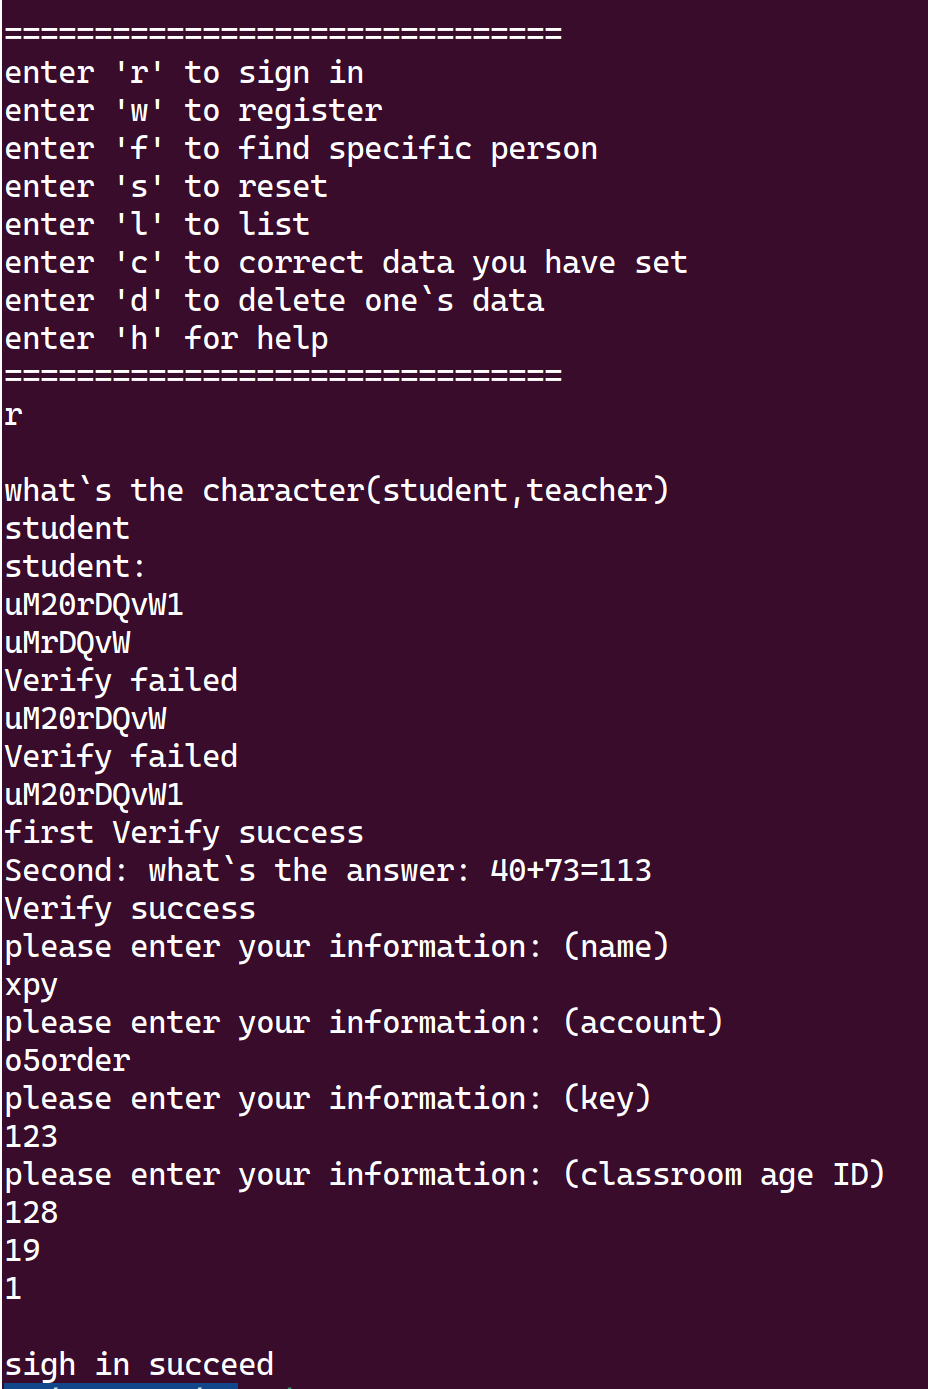 ===============================
enter 'r' to sign in
enter 'w' to register
enter 'f' to find specific person
enter 's' to reset
enter 'l' to list
enter 'c' to correct data you have set
enter 'd' to delete one`s data
enter 'h' for help
===============================
r
what`s the character(student,teacher)
student
student:
uM20rDQvW1
uMrDQvW
Verify failed
uM20rDQvW
Verify failed
uM20rDQvW1
first Verify success
Second: what`s the answer: 40+73=113
Verify success
please enter your information: (name)
xpy
please enter your information: (account)
o5order
please enter your information: (key)
123
please enter your information: (classroom age ID)
128
19
1
sigh in succeed